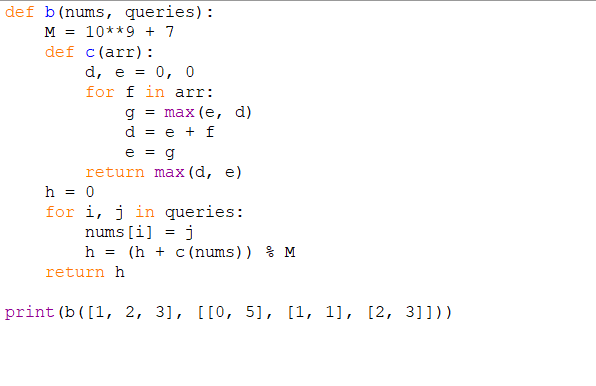 def b(nums, queries):
    M = 10**9 + 7
    def c(arr):
        d, e = 0, 0
        for f in arr:
            g = max(e, d)
            d = e + f
            e = g
        return max(d, e)
    h = 0
    for i, j in queries:
        nums[i] = j
        h = (h + c(nums)) % M
    return h

print(b([1, 2, 3], [[0, 5], [1, 1], [2, 3]]))